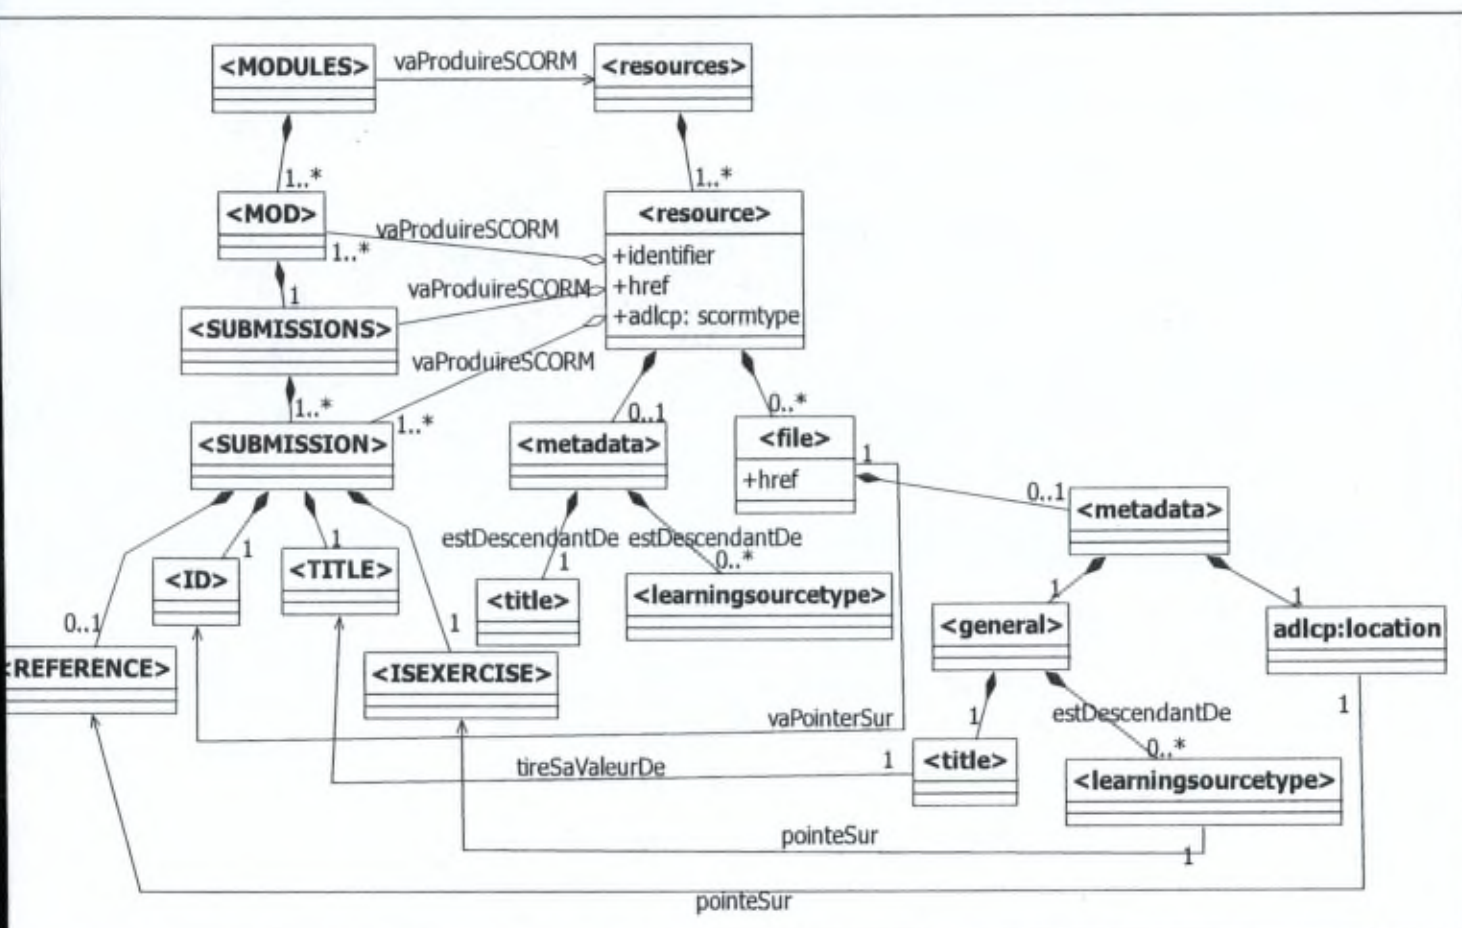 <MODULES> vaProduireSCORM <resources>
1..* 1..*
<MOD> vaProduireSCORM <resource>
1..* +identifier
1 vaProduireSCORM +href
<SUBMISSIONS> +adlcp: scormtype
vaProduireSCORM
1..* 1..* 0..1 0..*
<SUBMISSION> <metadata> <file> 1
+href 0..1 <metadata>
estDescendantDe estDescendantDe
1 1 1 0..* 1 1
<ID> <TITLE> <title> <learningsourcetype>
0..1 1 <general> adlcp:location
<REFERENCE> <ISEXERCISE>
vaPointerSur 1 estDescendantDe 1
0..*
tireSaValeurDe 1 <title> <learningsourcetype>
pointeSur 1
pointeSur